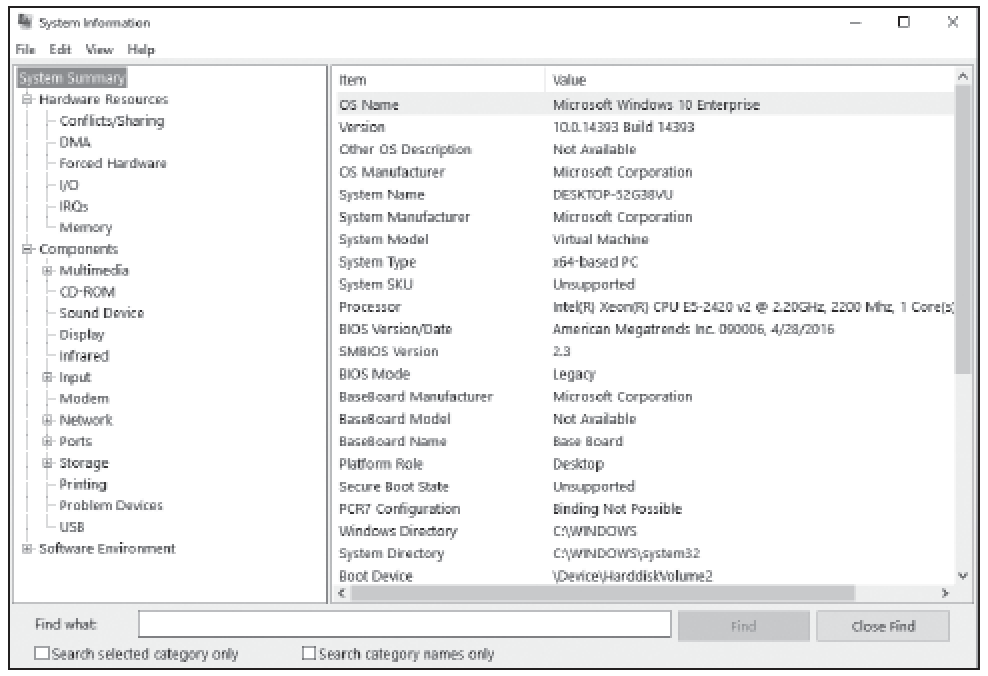 System Information
File Edit View Help
System Summary
Hardware Resources
Conflicts/Sharing
DMA
Forced Hardware
I/O
IRQs
Memory
Components
Multimedia
CD-ROM
Sound Device
Display
Infrared
Input
Modem
Network
Ports
Storage
Printing
Problem Devices
USB
Software Environment
Item Value
OS Name Microsoft Windows 10 Enterprise
Version 10.0.14393 Build 14393
Other OS Description Not Available
OS Manufacturer Microsoft Corporation
System Name DESKTOP-52G38VU
System Manufacturer Microsoft Corporation
System Model Virtual Machine
System Type x64-based PC
System SKU Unsupported
Processor Intel(R) Xeon(R) CPU E5-2420 v2 @ 2.20GHz, 2200 Mhz, 1 Core(s)
BIOS Version/Date American Megatrends Inc. 090006, 4/28/2016
SMBIOS Version 2.3
BIOS Mode Legacy
BaseBoard Manufacturer Microsoft Corporation
BaseBoard Model Not Available
BaseBoard Name Base Board
Platform Role Desktop
Secure Boot State Unsupported
PCR7 Configuration Binding Not Possible
Windows Directory C:\WINDOWS
System Directory C:\WINDOWS\system32
Boot Device \Device\HarddiskVolume2
Find what: Find Close Find
Search selected category only Search category names only